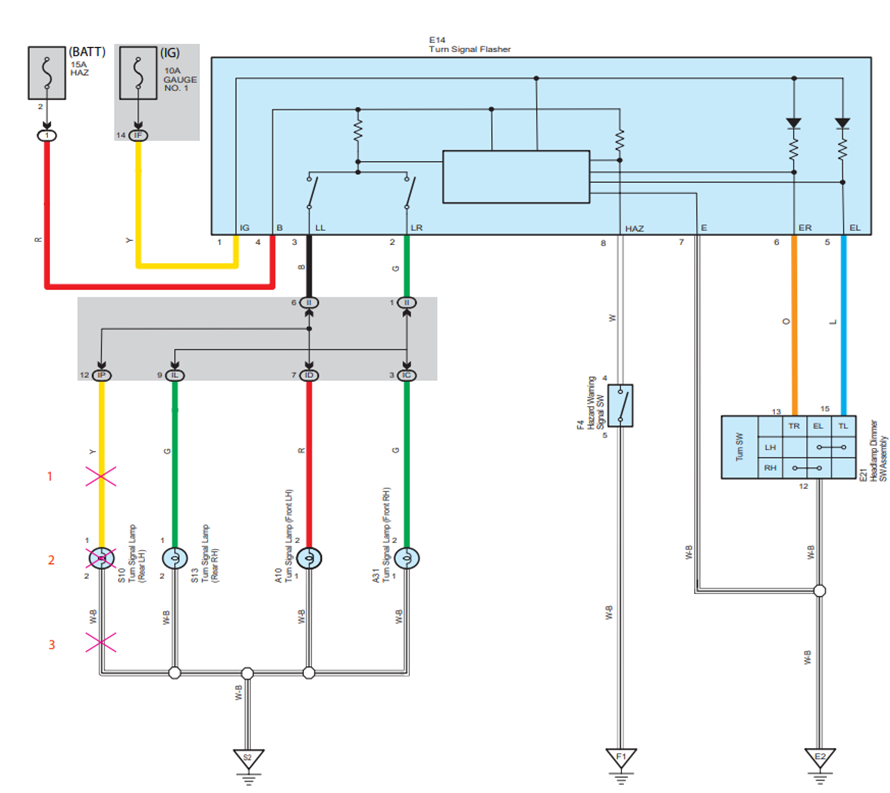 E14
Turn Signal Flasher
(BATT)
15A
HAZ
2
1
(IG)
10A
GAUGE
NO. 1
14
IF
R
Y
IG
B
LL
LR
HAZ
E
ER
EL
1
4
3
2
8
7
6
5
B
G
W
O
L
6
II
1
II
12
IP
9
IL
7
ID
3
IC
Y
G
R
G
1
2
3
1
2
S10
Turn Signal Lamp
(Rear LH)
1
2
S13
Turn Signal Lamp
(Rear RH)
2
1
A10
Turn Signal Lamp (Front LH)
2
1
A31
Turn Signal Lamp (Front RH)
W-B
W-B
W-B
W-B
W-B
S2
4
5
F4
Hazard Warning
Signal SW
W-B
F1
13
15
TR
EL
TL
Turn SW
LH
RH
12
E21
Headlamp Dimmer
SW Assembly
W-B
W-B
W-B
E2